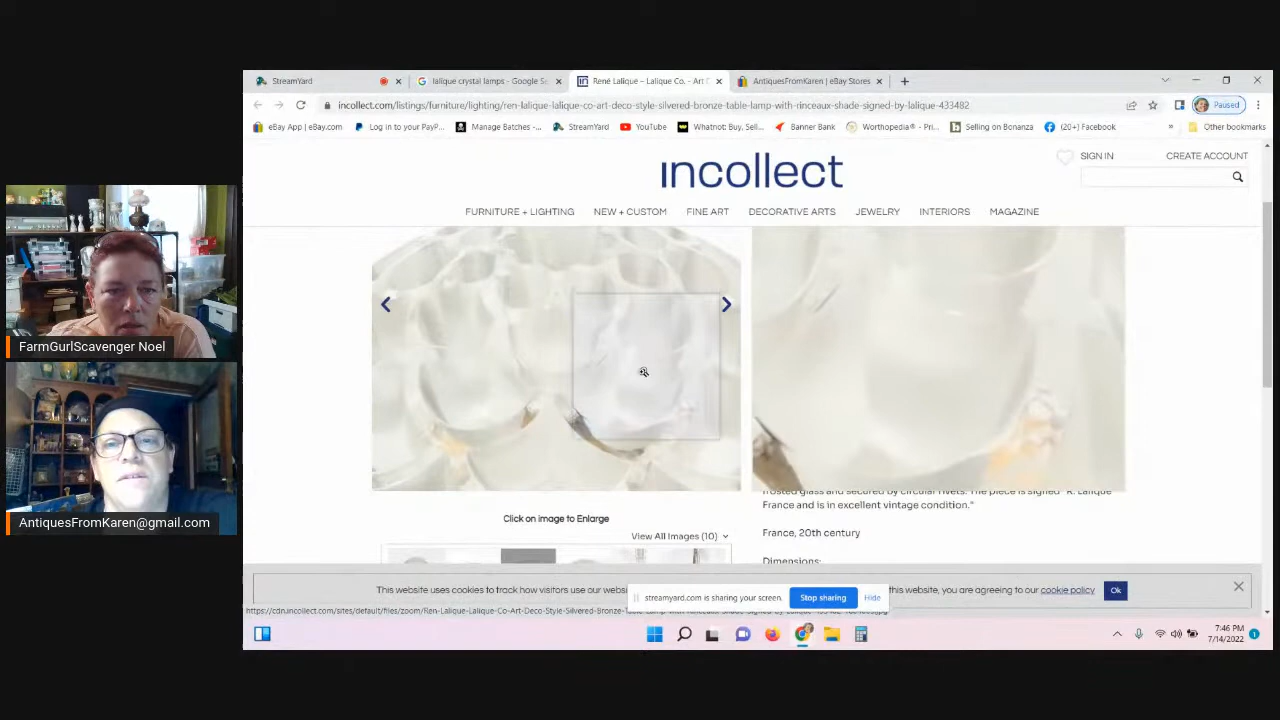 StreamYard
lalique crystal lamps - Google Se
René Lalique – Lalique Co. - Art D
AntiquesFromKaren | eBay Stores
incollect.com/listings/furniture/lighting/ren-lalique-lalique-co-art-deco-style-silvered-bronze-table-lamp-with-rinceaux-shade-signed-by-lalique-433482
Paused
eBay App | eBay.com
Log in to your PayP...
Manage Batches -...
StreamYard
YouTube
Whatnot: Buy, Sell...
Banner Bank
Worthopedia® - Pri...
Selling on Bonanza
(20+) Facebook
»
Other bookmarks
incollect
SIGN IN
CREATE ACCOUNT
FURNITURE + LIGHTING
NEW + CUSTOM
FINE ART
DECORATIVE ARTS
JEWELRY
INTERIORS
MAGAZINE
FarmGurlScavenger Noel
AntiquesFromKaren@gmail.com
frosted glass and secured by circular rivets. The piece is signed "R. Lalique
France and is in excellent vintage condition."
France, 20th century
Dimensions:
Click on image to Enlarge
View All Images (10)
This website uses cookies to track how visitors use our websi
this website, you are agreeing to our cookie policy.
Ok
streamyard.com is sharing your screen.
Stop sharing
Hide
7:46 PM
7/14/2022
1